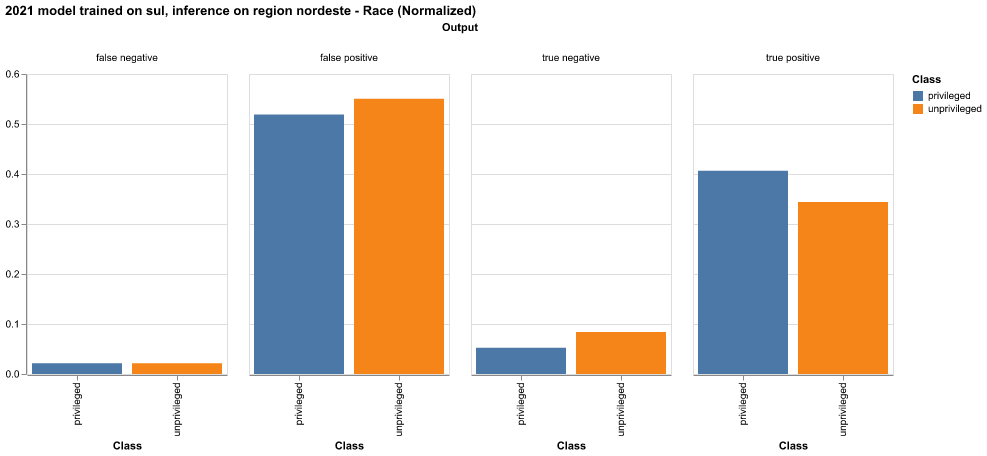 2021 model trained on sul, inference on region nordeste - Race (Normalized)
Output
false negative
false positive
true negative
true positive
0.6
0.5
0.4
0.3
0.2
0.1
0.0
privileged
unprivileged
privileged
unprivileged
privileged
unprivileged
privileged
unprivileged
Class
Class
Class
Class
Class
privileged
unprivileged